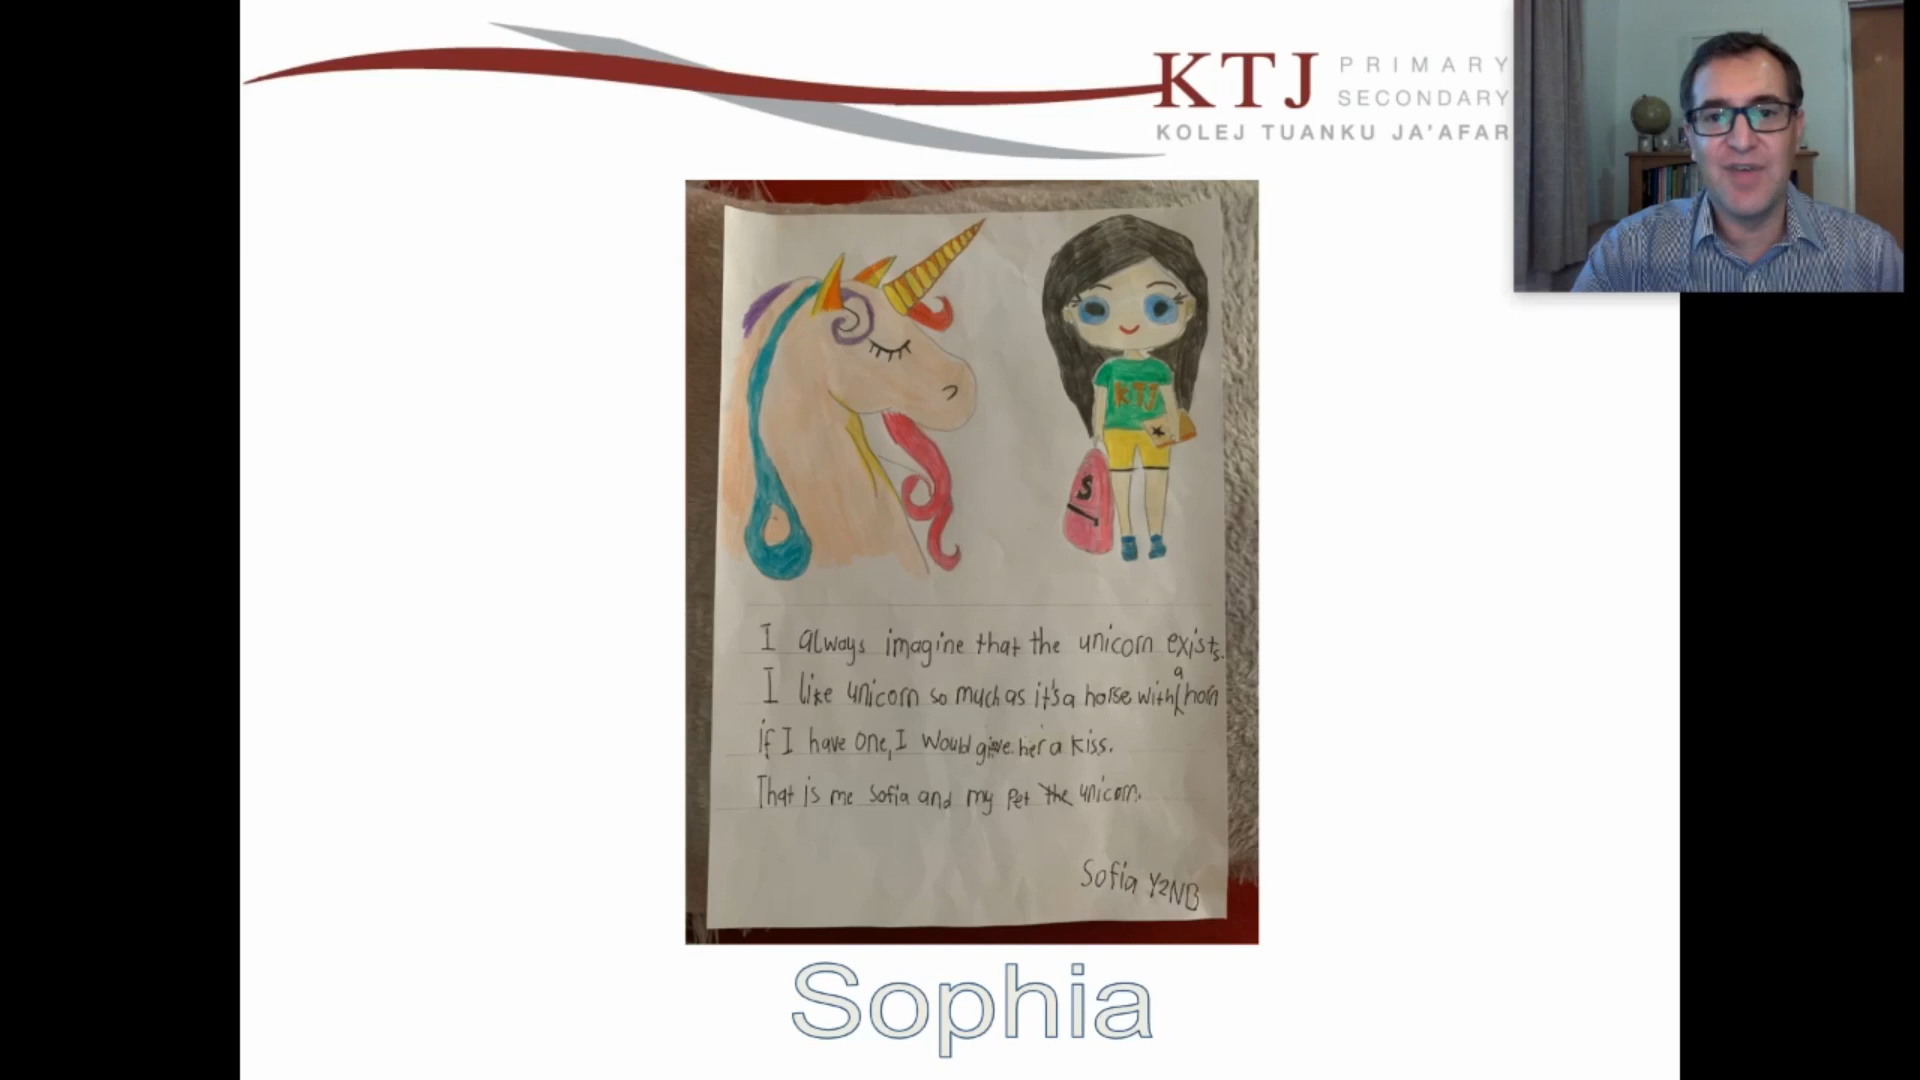 KTJ PRIMARY
SECONDARY
KOLEJ TUANKU JA'AFAR
KTJ
S
I always imagine that the unicorn exists.
I like unicorn so much as it's a horse with a horn
if I have one, I would give her a kiss.
That is me Sofia and my pet the unicorn.
Sofia Y2NB
Sophia